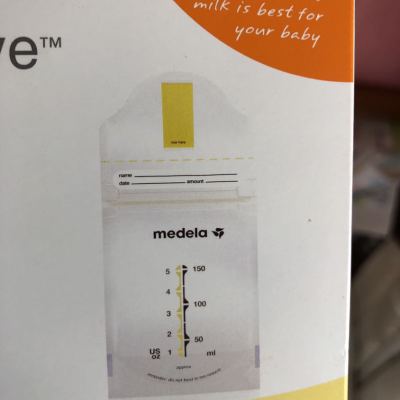 milk is best for
your baby
ve™
name
date amount
medela
5 150
4
3 100
2
50
US
oz 1 ml
approx